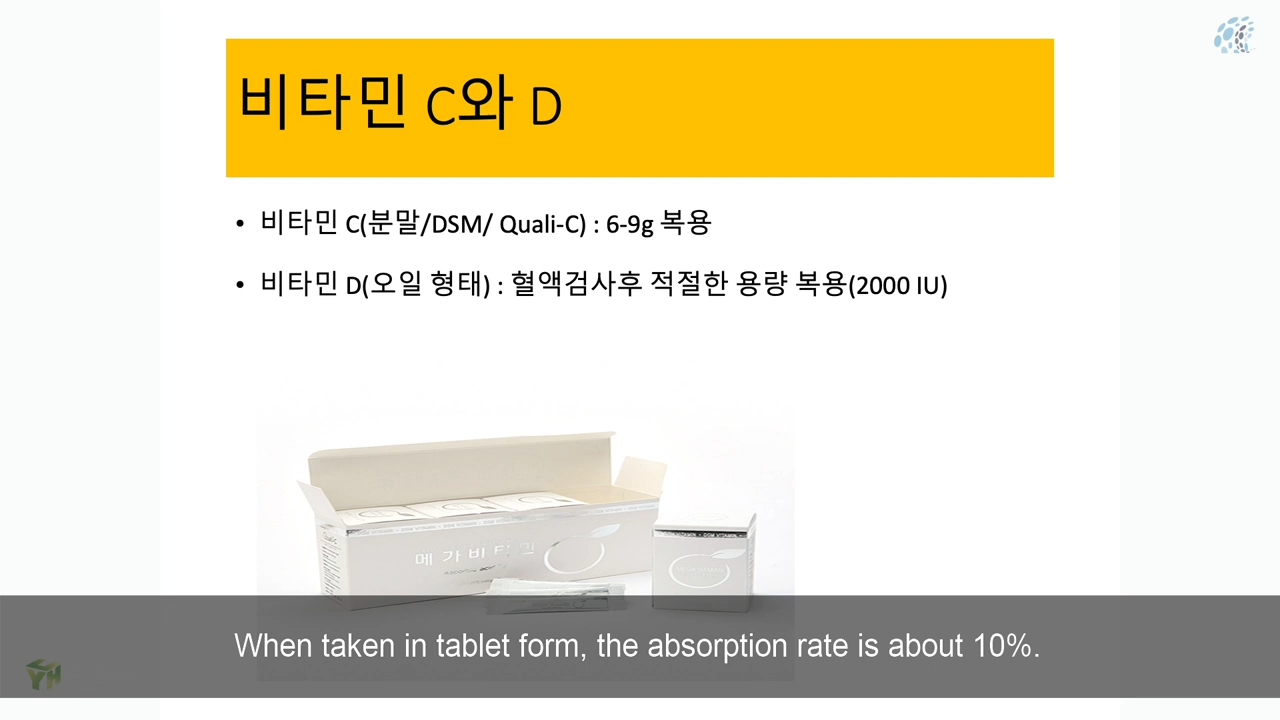 비타민 C와 D
• 비타민 C(분말/DSM/ Quali-C) : 6-9g 복용
• 비타민 D(오일 형태) : 혈액검사후 적절한 용량 복용(2000 IU)
메가비타민
When taken in tablet form, the absorption rate is about 10%.
YH